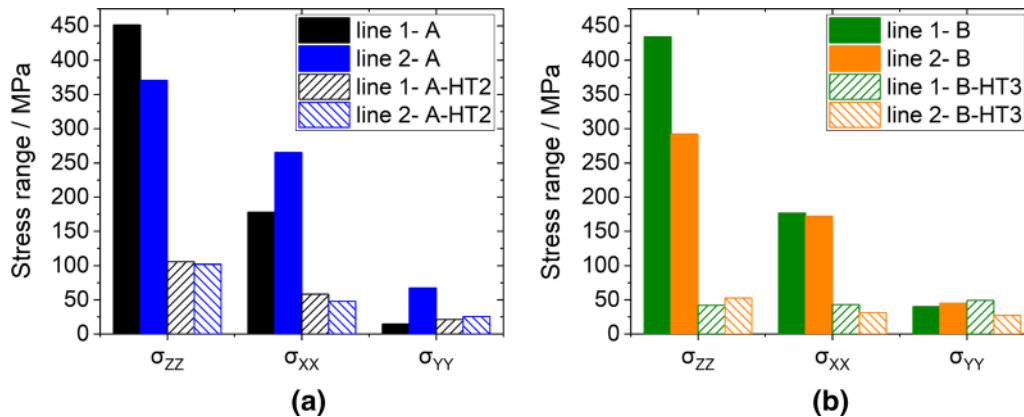 Stress range / MPa
450
400
350
300
250
200
150
100
50
0
line 1- A
line 2- A
line 1- A-HT2
line 2- A-HT2
σZZ
σXX
σYY
(a)
Stress range / MPa
450
400
350
300
250
200
150
100
50
0
line 1- B
line 2- B
line 1- B-HT3
line 2- B-HT3
σZZ
σXX
σYY
(b)